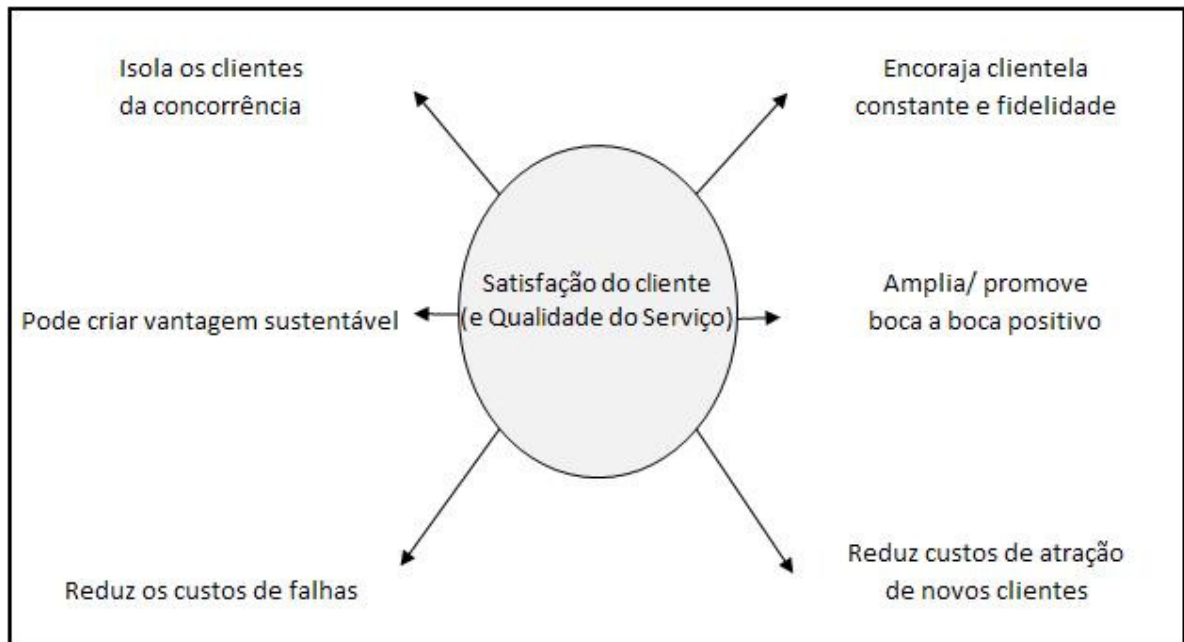 Isola os clientes
da concorrência
Encoraja clientela
constante e fidelidade
Pode criar vantagem sustentável
Satisfação do cliente
(e Qualidade do Serviço)
Amplia/ promove
boca a boca positivo
Reduz os custos de falhas
Reduz custos de atração
de novos clientes